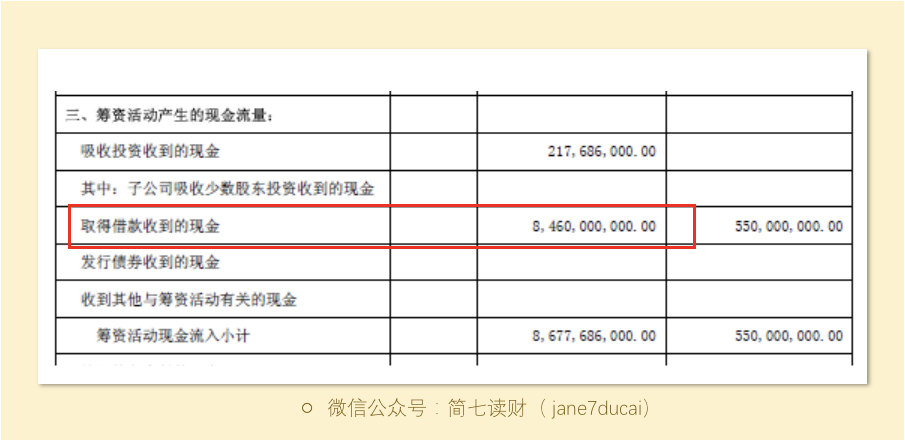 三、筹资活动产生的现金流量：
吸收投资收到的现金 217,686,000.00
其中：子公司吸收少数股东投资收到的现金
取得借款收到的现金 8,460,000,000.00 550,000,000.00
发行债券收到的现金
收到其他与筹资活动有关的现金
筹资活动现金流入小计 8,677,686,000.00 550,000,000.00
微信公众号：简七读财（jane7ducai）